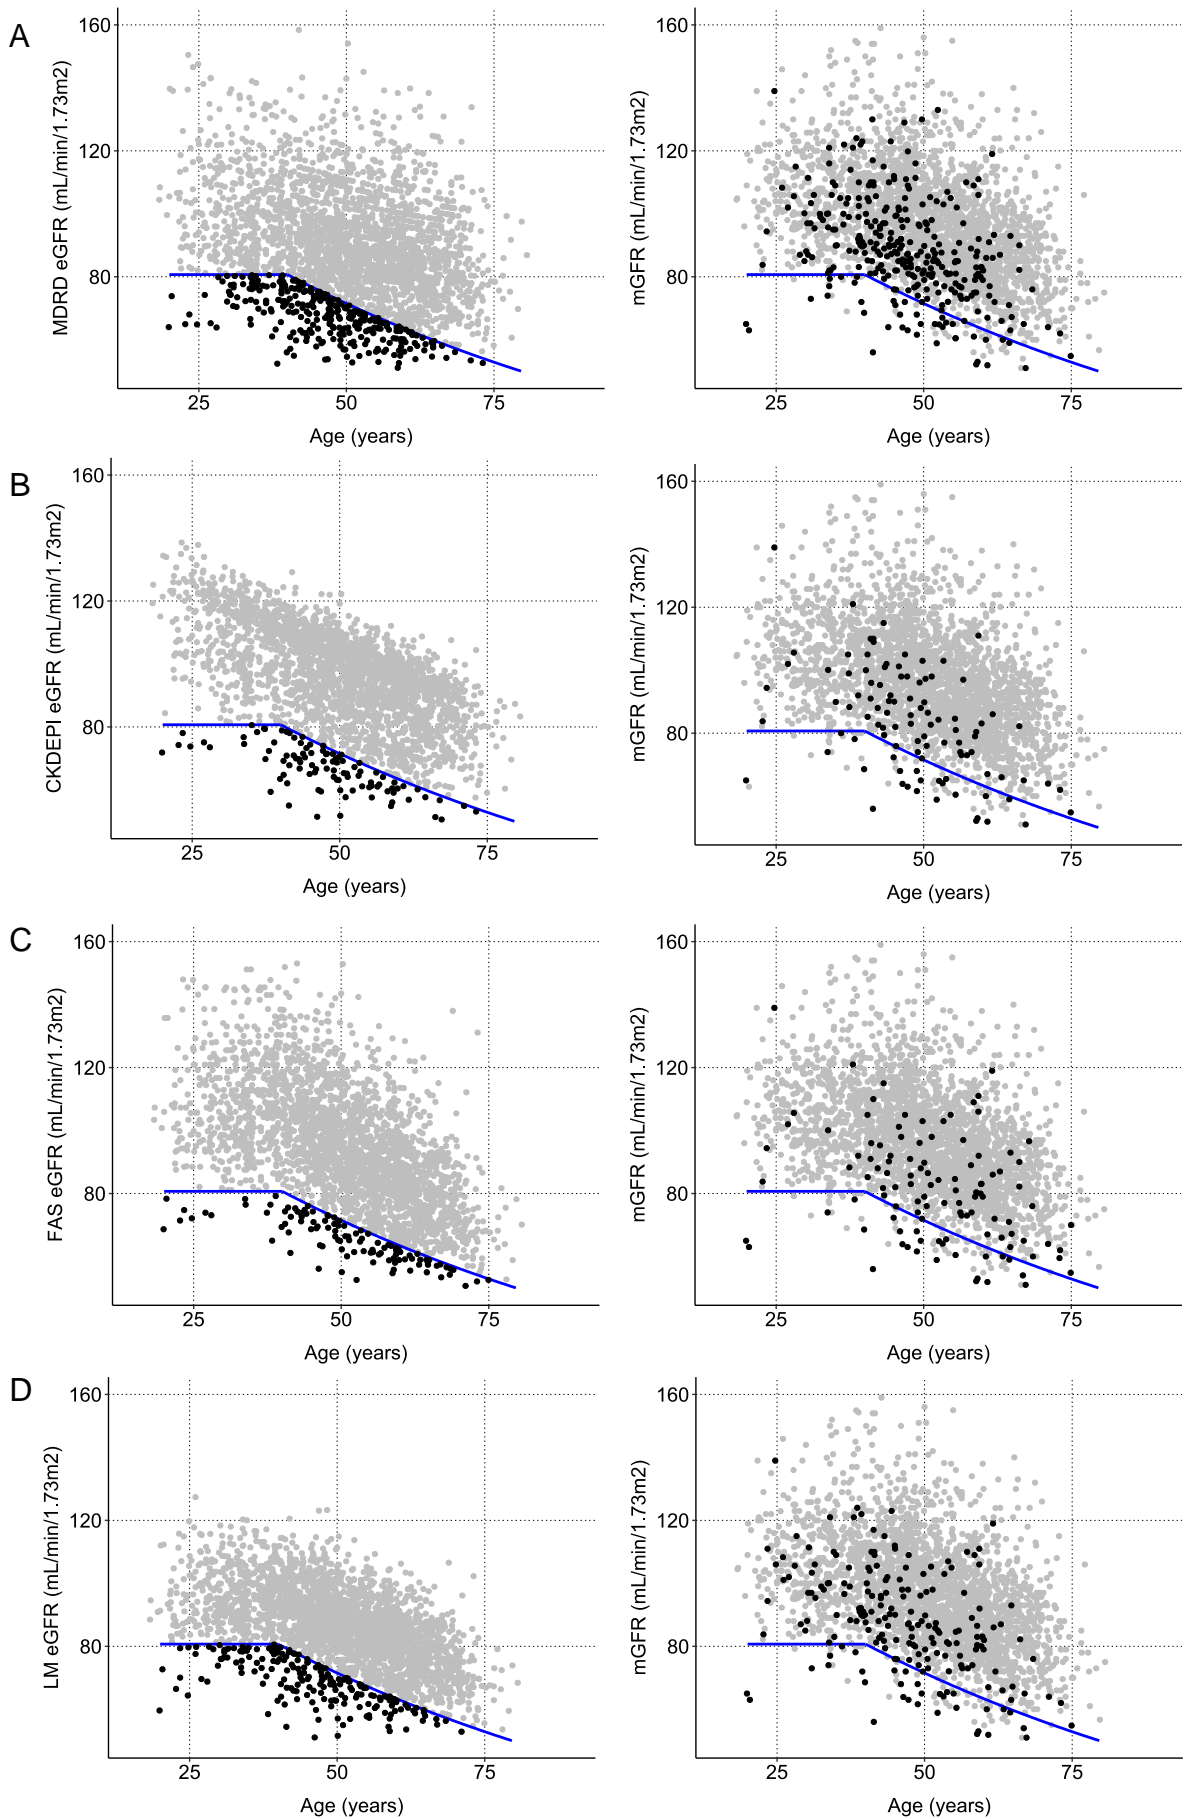 A
MDRD eGFR (mL/min/1.73m2)
160
120
80
25
50
75
Age (years)
mGFR (mL/min/1.73m2)
160
120
80
25
50
75
Age (years)
B
CKDEPI eGFR (mL/min/1.73m2)
160
120
80
25
50
75
Age (years)
mGFR (mL/min/1.73m2)
160
120
80
25
50
75
Age (years)
C
FAS eGFR (mL/min/1.73m2)
160
120
80
25
50
75
Age (years)
mGFR (mL/min/1.73m2)
160
120
80
25
50
75
Age (years)
D
LM eGFR (mL/min/1.73m2)
160
120
80
25
50
75
Age (years)
mGFR (mL/min/1.73m2)
160
120
80
25
50
75
Age (years)